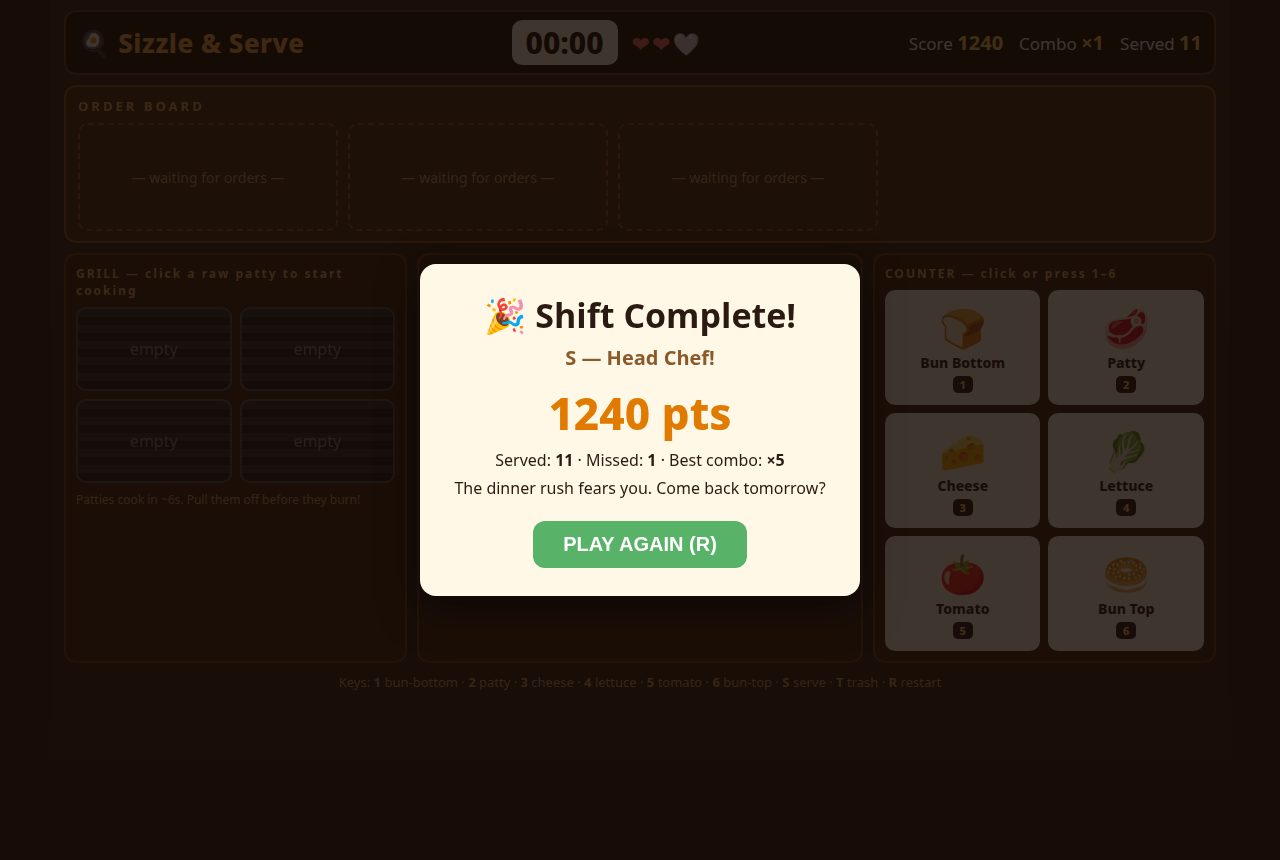 Sizzle & Serve
00:00
Score 1240 Combo ×1 Served 11
ORDER BOARD
— waiting for orders — — waiting for orders — — waiting for orders —
GRILL — click a raw patty to start
cooking
empty empty
empty empty
Patties cook in ~6s. Pull them off before they burn!
🎉 Shift Complete!
S — Head Chef!
1240 pts
Served: 11 · Missed: 1 · Best combo: ×5
The dinner rush fears you. Come back tomorrow?
PLAY AGAIN (R)
COUNTER — click or press 1–6
Bun Bottom
1
Patty
2
Cheese
3
Lettuce
4
Tomato
5
Bun Top
6
Keys: 1 bun-bottom · 2 patty · 3 cheese · 4 lettuce · 5 tomato · 6 bun-top · S serve · T trash · R restart